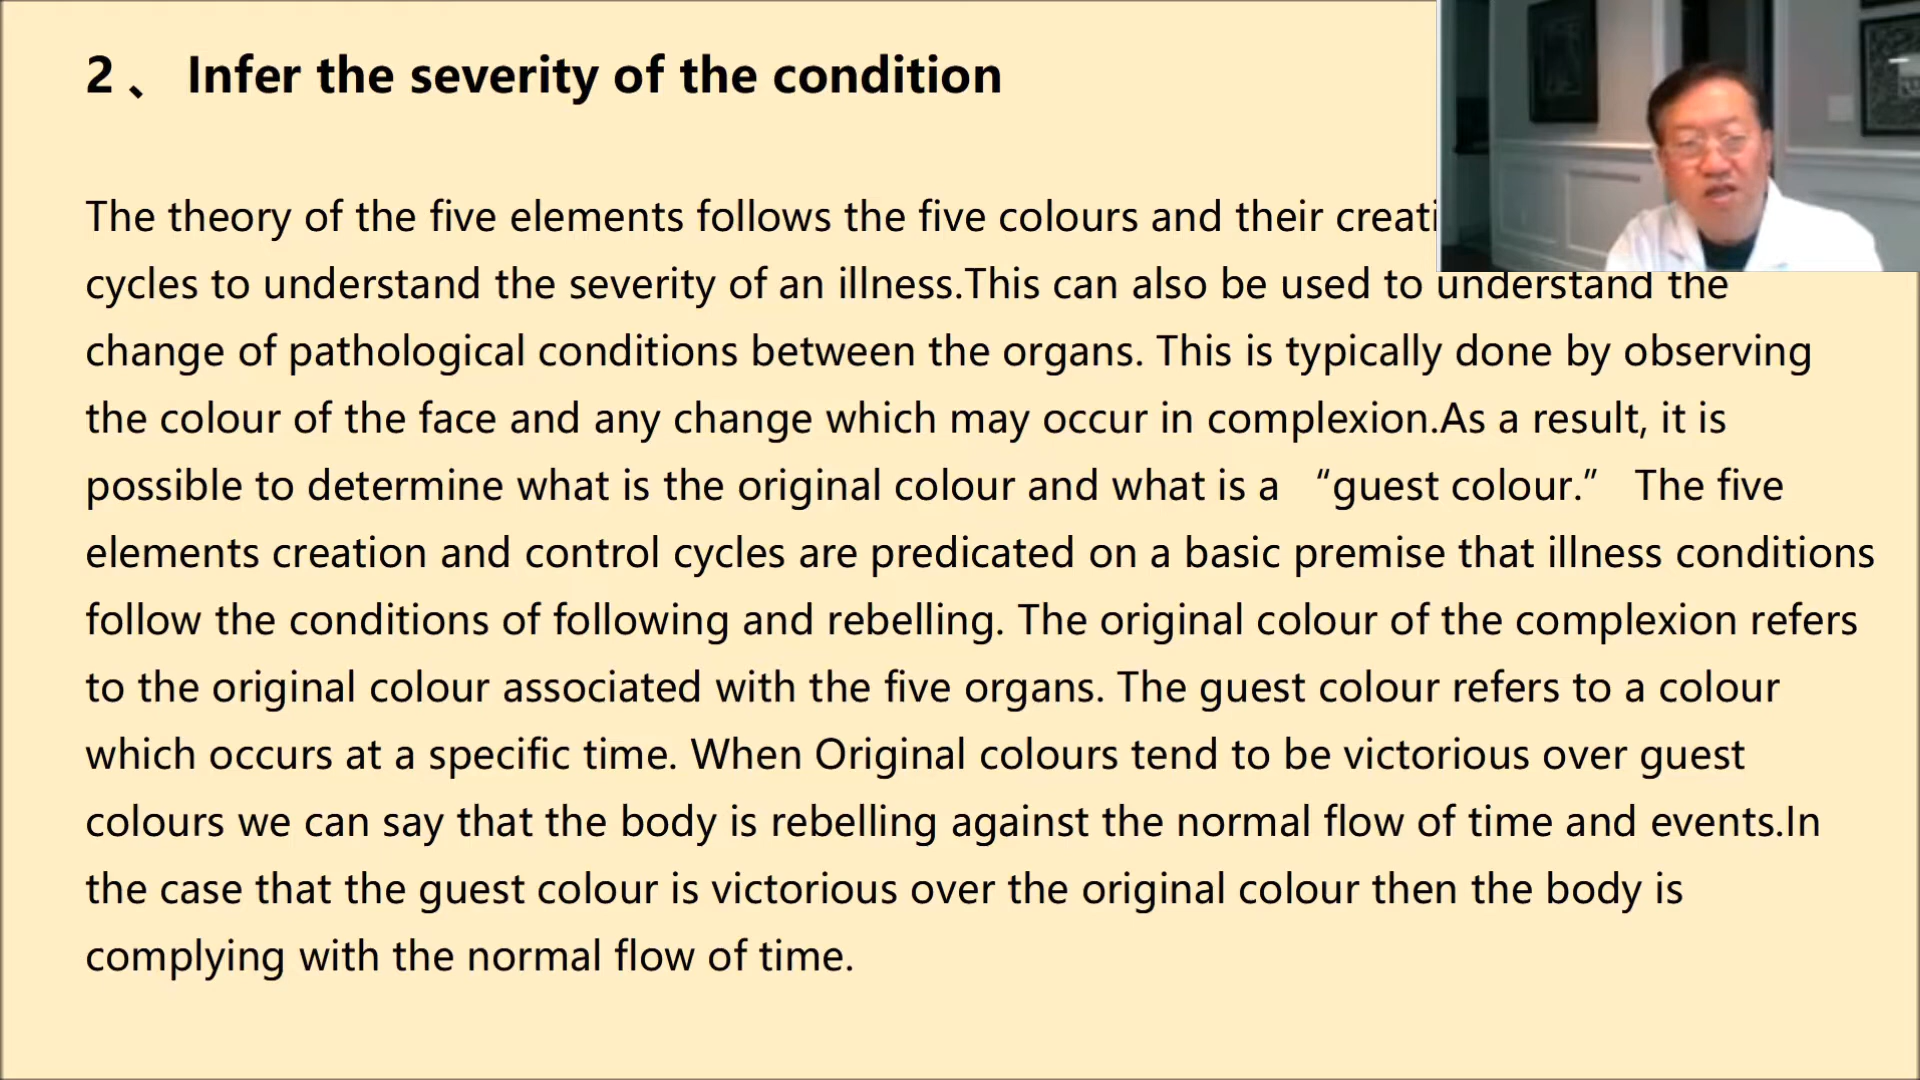 2、 Infer the severity of the condition
The theory of the five elements follows the five colours and their
cycles to understand the severity of an illness.This can also be used to understand the
change of pathological conditions between the organs. This is typically done by observing
the colour of the face and any change which may occur in complexion.As a result, it is
possible to determine what is the original colour and what is a “guest colour.” The five
elements creation and control cycles are predicated on a basic premise that illness conditions
follow the conditions of following and rebelling. The original colour of the complexion refers
to the original colour associated with the five organs. The guest colour refers to a colour
which occurs at a specific time. When Original colours tend to be victorious over guest
colours we can say that the body is rebelling against the normal flow of time and events.In
the case that the guest colour is victorious over the original colour then the body is
complying with the normal flow of time.